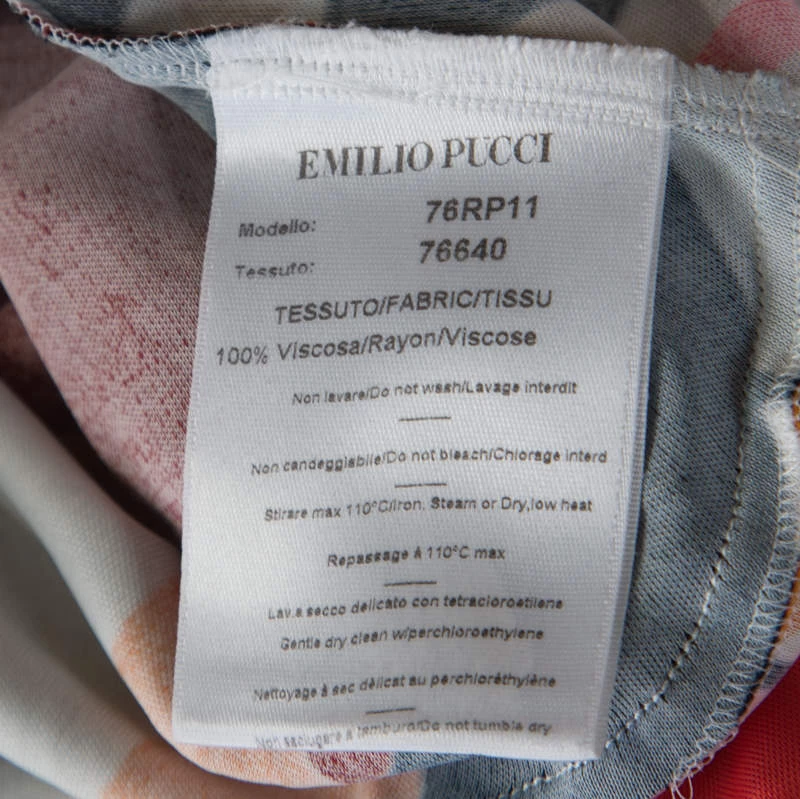 EMILIO PUCCI
Modello: 76RP11
Tessuto: 76640
TESSUTO/FABRIC/TISSU
100% Viscosa/Rayon/Viscose
Non lavare/Do not wash/Lavage interdit
Non candeggiabile/Do not bleach/Chlorage interd
Stirare max 110°C/Iron. Steam or Dry,low heat
Repassage à 110°C max
Lav.a secco delicato con tetracloroetilene
Gentle dry clean w/perchloroethylene
Nettoyage à sec délicat au perchloréthylène
tamburo/Do not tumble dry